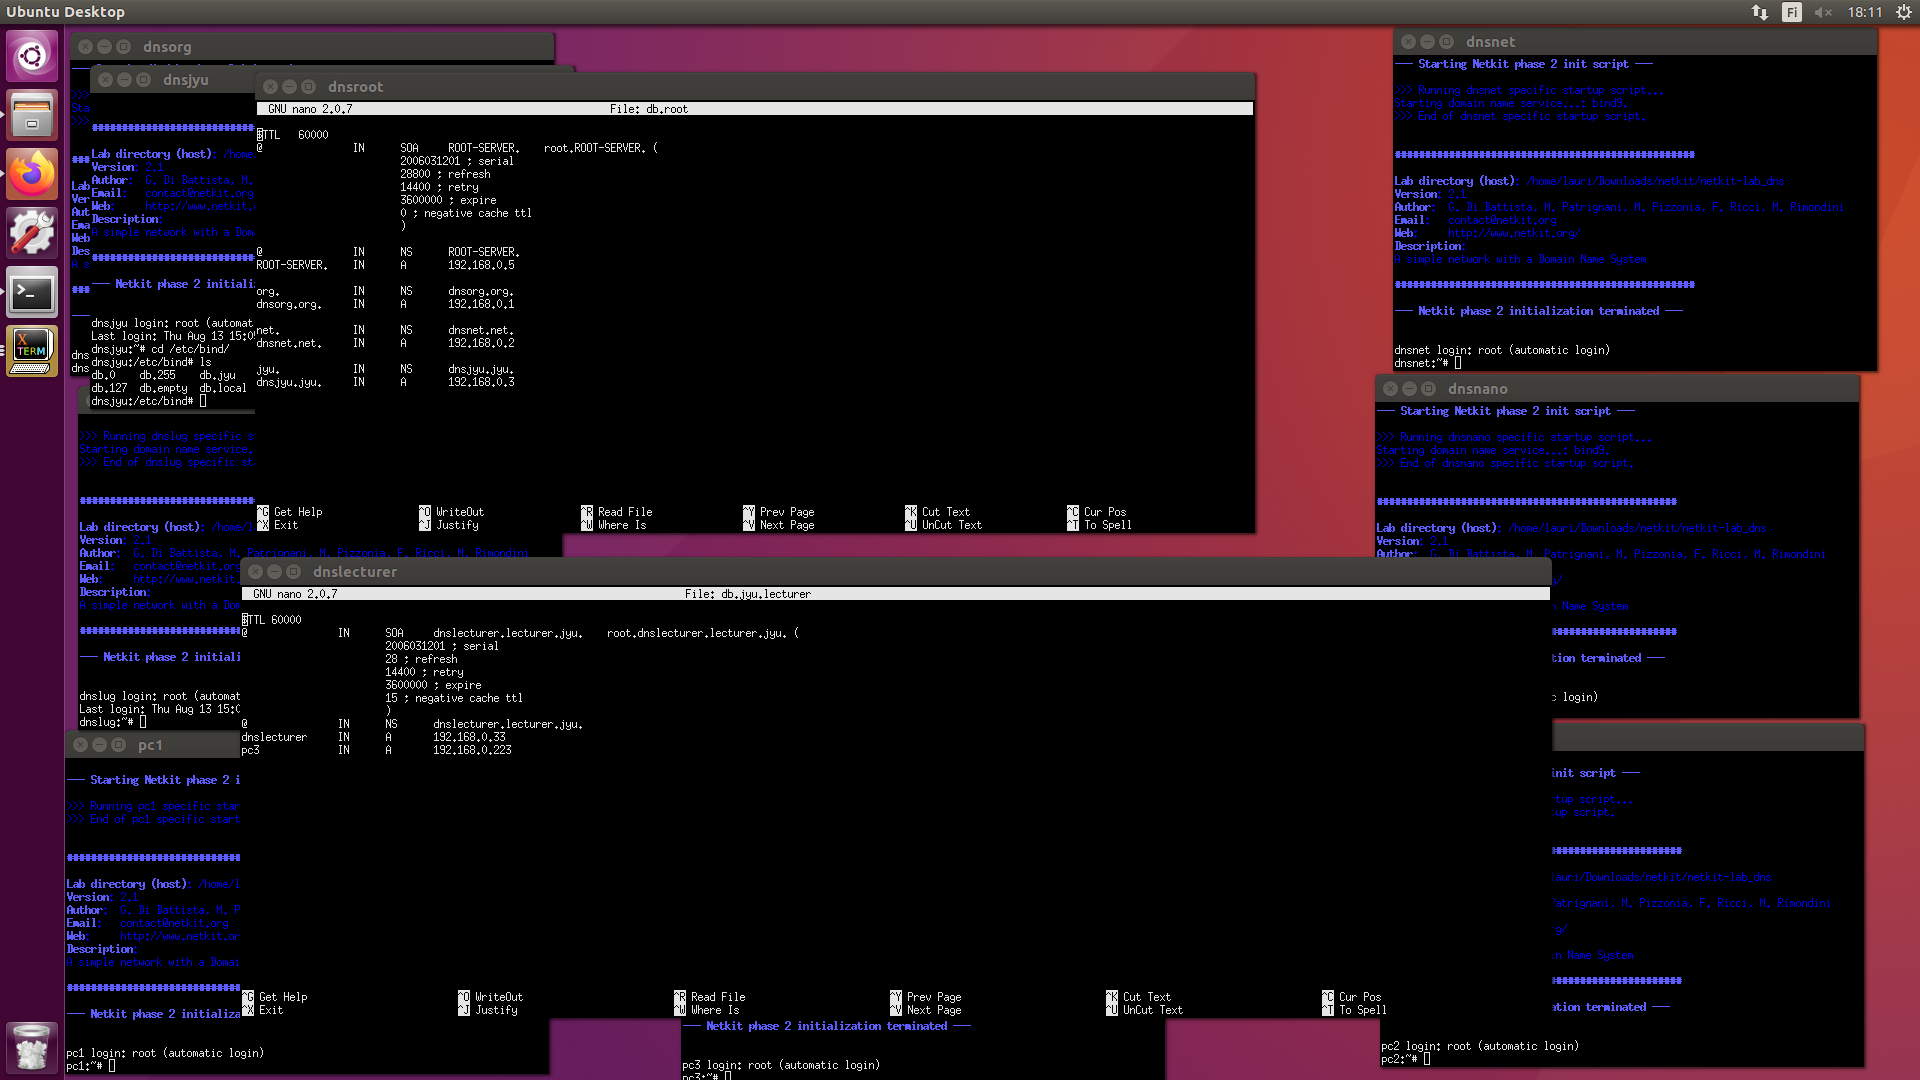 Ubuntu Desktop
Fi
18:11
dnsorg
dnsjyu
Lab directory (host): /home
Version: 2.1
Author: G. Di Battista, M.
Email: contact@netkit.org
Web: http://www.netkit.
Description:
A simple network with a Dom
— Netkit phase 2 initial
dnsjyu login: root (automat
Last login: Thu Aug 13 15:0
dnsjyu:~# cd /etc/bind/
dnsjyu:/etc/bind# ls
db.0 db.255 db.jyu
db.127 db.empty db.local
dnsjyu:/etc/bind#
dnsroot
GNU nano 2.0.7 File: db.root
$TTL 60000
@ IN SOA ROOT-SERVER. root.ROOT-SERVER. (
2006031201 ; serial
28800 ; refresh
14400 ; retry
3600000 ; expire
0 ; negative cache ttl
)
@ IN NS ROOT-SERVER.
ROOT-SERVER. IN A 192.168.0.5
org. IN NS dnsorg.org.
dnsorg.org. IN A 192.168.0.1
net. IN NS dnsnet.net.
dnsnet.net. IN A 192.168.0.2
jyu. IN NS dnsjyu.jyu.
dnsjyu.jyu. IN A 192.168.0.3
^G Get Help ^O WriteOut ^R Read File ^Y Prev Page ^K Cut Text ^C Cur Pos
^X Exit ^J Justify ^W Where Is ^V Next Page ^U UnCut Text ^T To Spell
dnsnet
— Starting Netkit phase 2 init script —
>>> Running dnsnet specific startup script...
Starting domain name service...: bind9.
>>> End of dnsnet specific startup script.
##################################################
Lab directory (host): /home/lauri/Downloads/netkit/netkit-lab_dns
Version: 2.1
Author: G. Di Battista, M. Patrignani, M. Pizzonia, F. Ricci, M. Rimondini
Email: contact@netkit.org
Web: http://www.netkit.org/
Description:
A simple network with a Domain Name System
##################################################
— Netkit phase 2 initialization terminated —
dnsnet login: root (automatic login)
dnsnet:~#
>>> Running dnslug specific s
Starting domain name service.
>>> End of dnslug specific st
Lab directory (host): /home/l
Version: 2.1
Author: G. Di Battista, M. Patrignani, M. Pizzonia, F. Ricci, M. Rimondini
Email: contact@netkit.org
Web: http://www.netkit
Description:
A simple network with a Do
— Netkit phase 2 initiali
dnslug login: root (automat
Last login: Thu Aug 13 15:0
dnslug:~#
dnsnano
— Starting Netkit phase 2 init script —
>>> Running dnsnano specific startup script...
Starting domain name service...: bind9.
>>> End of dnsnano specific startup script.
##################################################
Lab directory (host): /home/lauri/Downloads/netkit/netkit-lab_dns
Version: 2.1
Author: G. Di Battista, M. Patrignani, M. Pizzonia, F. Ricci, M. Rimondini
g/
n Name System
tion terminated —
c login)
dnslecturer
GNU nano 2.0.7 File: db.jyu.lecturer
$TTL 60000
@ IN SOA dnslecturer.lecturer.jyu. root.dnslecturer.lecturer.jyu. (
2006031201 ; serial
28 ; refresh
14400 ; retry
3600000 ; expire
15 ; negative cache ttl
)
@ IN NS dnslecturer.lecturer.jyu.
dnslecturer IN A 192.168.0.33
pc3 IN A 192.168.0.223
^G Get Help ^O WriteOut ^R Read File ^Y Prev Page ^K Cut Text ^C Cur Pos
^X Exit ^J Justify ^W Where Is ^V Next Page ^U UnCut Text ^T To Spell
pc1
— Starting Netkit phase 2 i
>>> Running pc1 specific star
>>> End of pc1 specific start
Lab directory (host): /home/l
Version: 2.1
Author: G. Di Battista, M. P
Email: contact@netkit.org
Web: http://www.netkit.or
Description:
A simple network with a Domai
— Netkit phase 2 initializa
pc1 login: root (automatic login)
pc1:~#
— Netkit phase 2 initialization terminated —
pc3 login: root (automatic login)
pc3:~#
init script —
tup script...
up script.
lauri/Downloads/netkit/netkit-lab_dns
Patrignani, M. Pizzonia, F. Ricci, M. Rimondini
rg/
in Name System
tion terminated —
pc2 login: root (automatic login)
pc2:~#